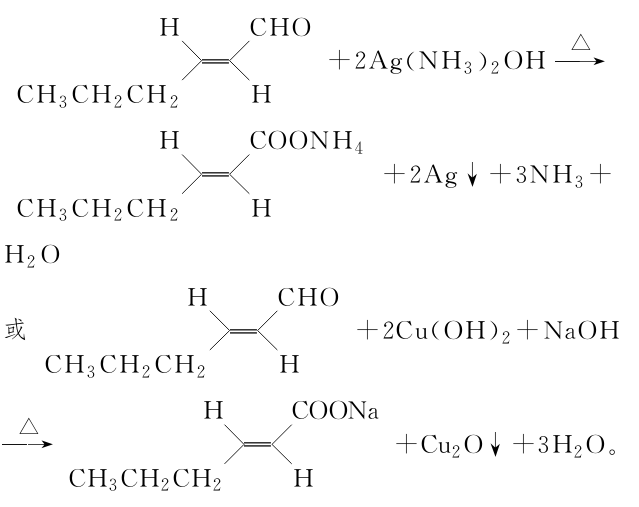 H CHO
+2Ag(NH₃)₂OH △→
CH₃CH₂CH₂ H
H COONH₄
+2Ag↓+3NH₃+
CH₃CH₂CH₂ H
H₂O
H CHO
或 +2Cu(OH)₂+NaOH
CH₃CH₂CH₂ H
H COONa
△→ +Cu₂O↓+3H₂O。
CH₃CH₂CH₂ H